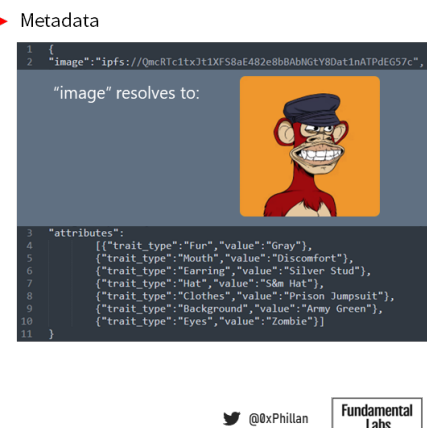 Metadata
1 {
2 "image":"ipfs://QmcRTc1txJt1XFS8aE482e8bBAbNGtY8Dat1nATPdEG57c",
"image" resolves to:
3 "attributes":
4 [{"trait_type":"Fur","value":"Gray"},
5 {"trait_type":"Mouth","value":"Discomfort"},
6 {"trait_type":"Earring","value":"Silver Stud"},
7 {"trait_type":"Hat","value":"S&m Hat"},
8 {"trait_type":"Clothes","value":"Prison Jumpsuit"},
9 {"trait_type":"Background","value":"Army Green"},
10 {"trait_type":"Eyes","value":"Zombie"}]
11 }
@0xPhillan
Fundamental
Labs